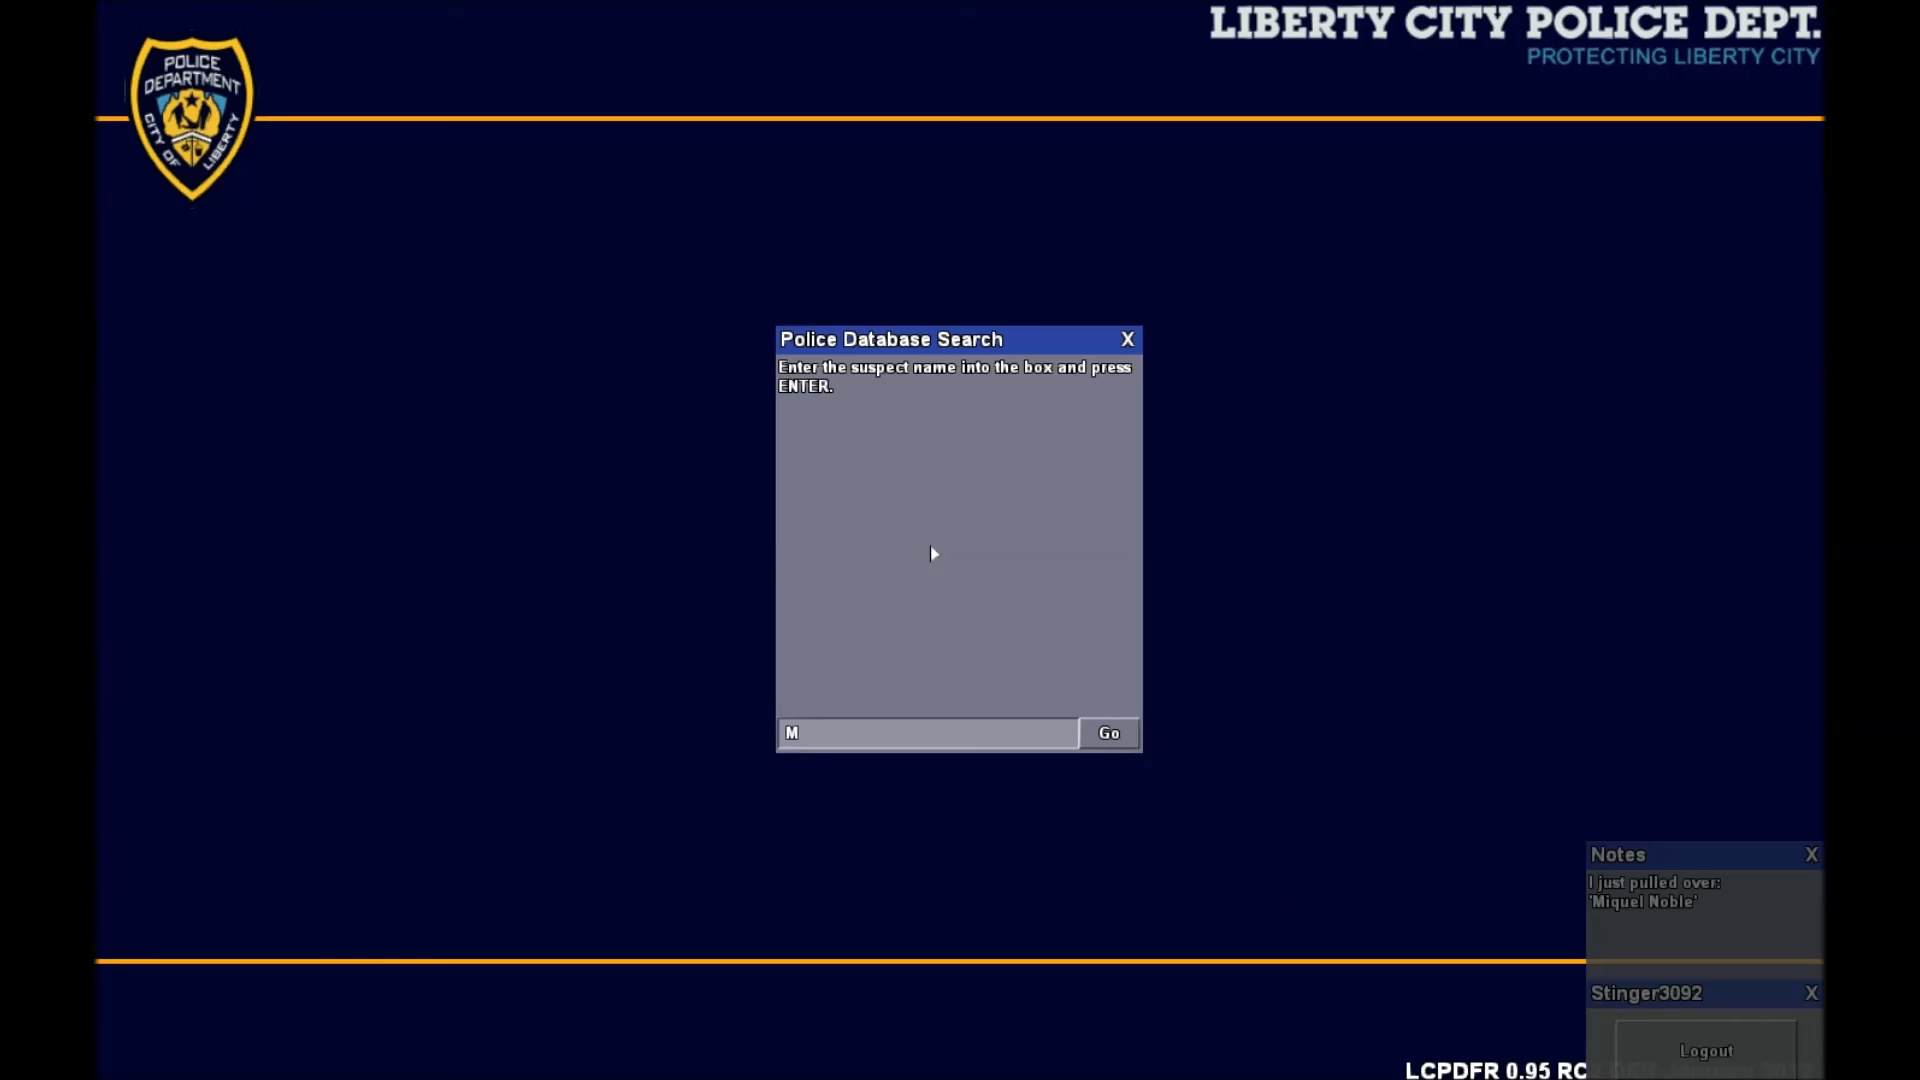 LIBERTY CITY POLICE DEPT.
PROTECTING LIBERTY CITY
POLICE
DEPARTMENT
CITY OF
LIBERTY
Police Database Search X
Enter the suspect name into the box and press
ENTER.
M
Go
Notes X
I just pulled over:
'Miquel Noble'
Stinger3092 X
Logout
LCPDFR 0.95 RC